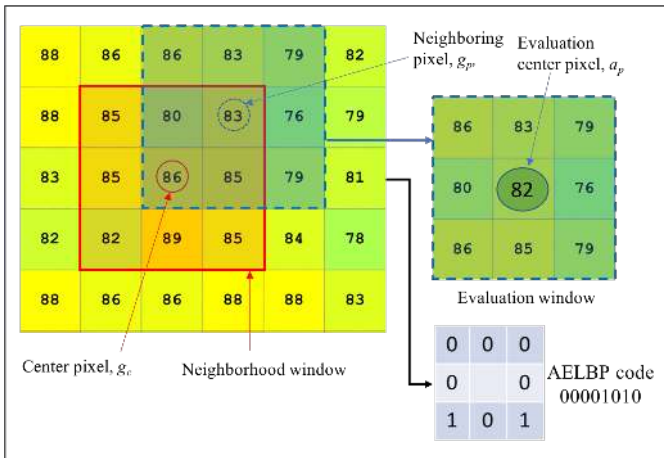 88 86 86 83 79 82
88 85 80 83 76 79
83 85 86 85 79 81
82 82 89 85 84 78
88 86 86 88 88 83
Neighboring
pixel, gp,
Evaluation
center pixel, ap
86 83 79
80 82 76
86 85 79
Evaluation window
Center pixel, gc
Neighborhood window
0 0 0
0 0
1 0 1
AELBP code
00001010